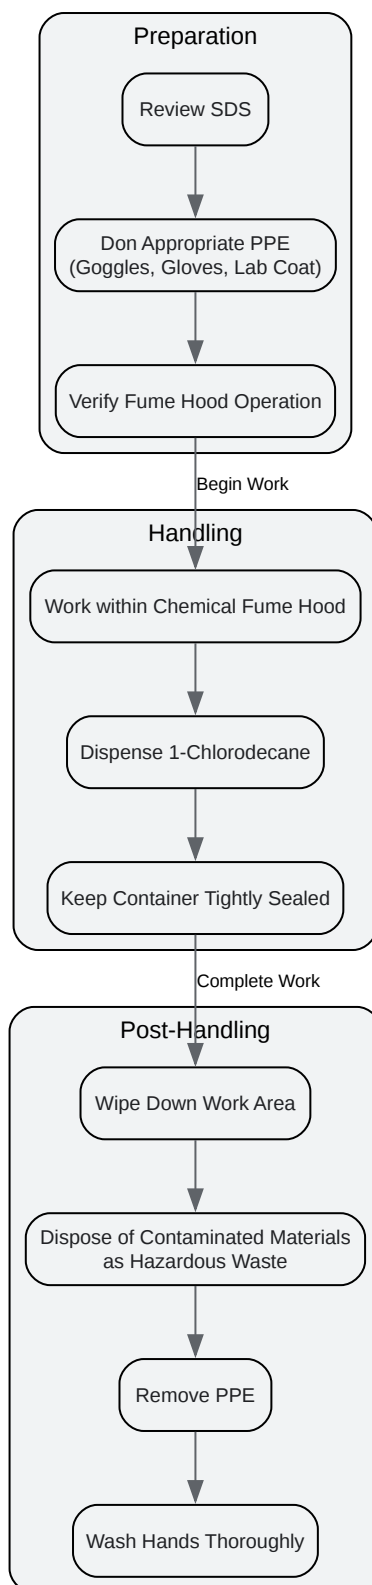 Preparation
Review SDS
Don Appropriate PPE
(Goggles, Gloves, Lab Coat)
Verify Fume Hood Operation
Begin Work
Handling
Work within Chemical Fume Hood
Dispense 1-Chlorodecane
Keep Container Tightly Sealed
Complete Work
Post-Handling
Wipe Down Work Area
Dispose of Contaminated Materials
as Hazardous Waste
Remove PPE
Wash Hands Thoroughly